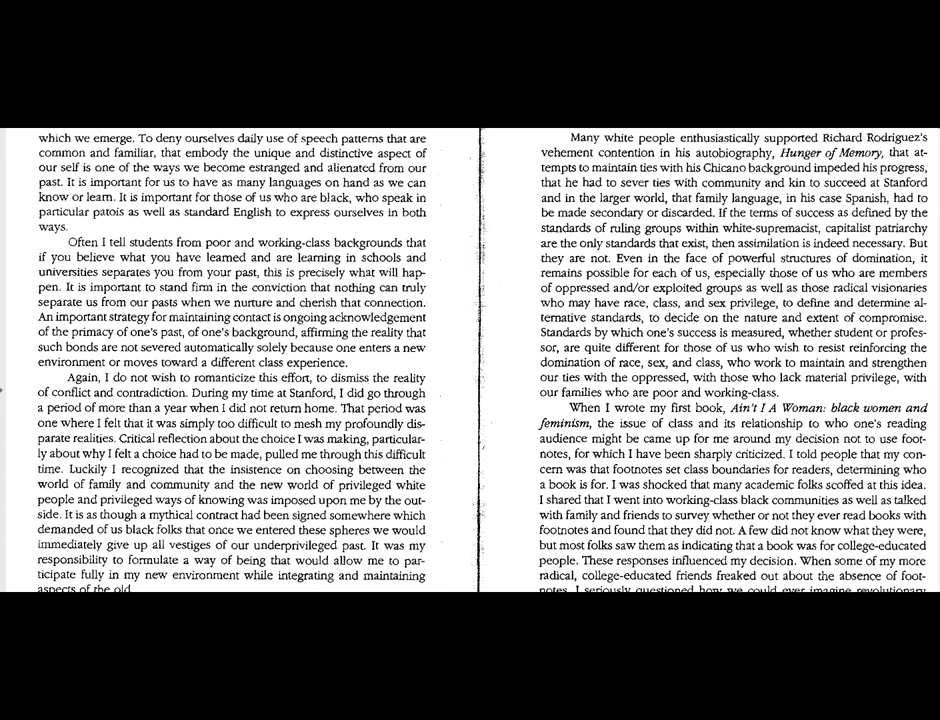 which we emerge. To deny ourselves daily use of speech patterns that are
common and familiar, that embody the unique and distinctive aspect of
our self is one of the ways we become estranged and alienated from our
past. It is important for us to have as many languages on hand as we can
know or learn. It is important for those of us who are black, who speak in
particular patois as well as standard English to express ourselves in both
ways.
Often I tell students from poor and working-class backgrounds that
if you believe what you have learned and are learning in schools and
universities separates you from your past, this is precisely what will hap-
pen. It is important to stand firm in the conviction that nothing can truly
separate us from our pasts when we nurture and cherish that connection.
An important strategy for maintaining contact is ongoing acknowledgement
of the primacy of one's past, of one's background, affirming the reality that
such bonds are not severed automatically solely because one enters a new
environment or moves toward a different class experience.
Again, I do not wish to romanticize this effort, to dismiss the reality
of conflict and contradiction. During my time at Stanford, I did go through
a period of more than a year when I did not return home. That period was
one where I felt that it was simply too difficult to mesh my profoundly dis-
parate realities. Critical reflection about the choice I was making, particular-
ly about why I felt a choice had to be made, pulled me through this difficult
time. Luckily I recognized that the insistence on choosing between the
world of family and community and the new world of privileged white
people and privileged ways of knowing was imposed upon me by the out-
side. It is as though a mythical contract had been signed somewhere which
demanded of us black folks that once we entered these spheres we would
immediately give up all vestiges of our underprivileged past. It was my
responsibility to formulate a way of being that would allow me to par-
ticipate fully in my new environment while integrating and maintaining
aspects of the old.
Many white people enthusiastically supported Richard Rodriguez's
vehement contention in his autobiography, Hunger of Memory, that at-
tempts to maintain ties with his Chicano background impeded his progress,
that he had to sever ties with community and kin to succeed at Stanford
and in the larger world, that family language, in his case Spanish, had to
be made secondary or discarded. If the terms of success as defined by the
standards of ruling groups within white-supremacist, capitalist patriarchy
are the only standards that exist, then assimilation is indeed necessary. But
they are not. Even in the face of powerful structures of domination, it
remains possible for each of us, especially those of us who are members
of oppressed and/or exploited groups as well as those radical visionaries
who may have race, class, and sex privilege, to define and determine al-
ternative standards, to decide on the nature and extent of compromise.
Standards by which one's success is measured, whether student or profes-
sor, are quite different for those of us who wish to resist reinforcing the
domination of race, sex, and class, who work to maintain and strengthen
our ties with the oppressed, with those who lack material privilege, with
our families who are poor and working-class.
When I wrote my first book, Ain't I A Woman: black women and
feminism, the issue of class and its relationship to who one's reading
audience might be came up for me around my decision not to use foot-
notes, for which I have been sharply criticized. I told people that my con-
cern was that footnotes set class boundaries for readers, determining who
a book is for. I was shocked that many academic folks scoffed at this idea.
I shared that I went into working-class black communities as well as talked
with family and friends to survey whether or not they ever read books with
footnotes and found that they did not. A few did not know what they were,
but most folks saw them as indicating that a book was for college-educated
people. These responses influenced my decision. When some of my more
radical, college-educated friends freaked out about the absence of foot-
notes, I seriously questioned how we could ever imagine revolutionary